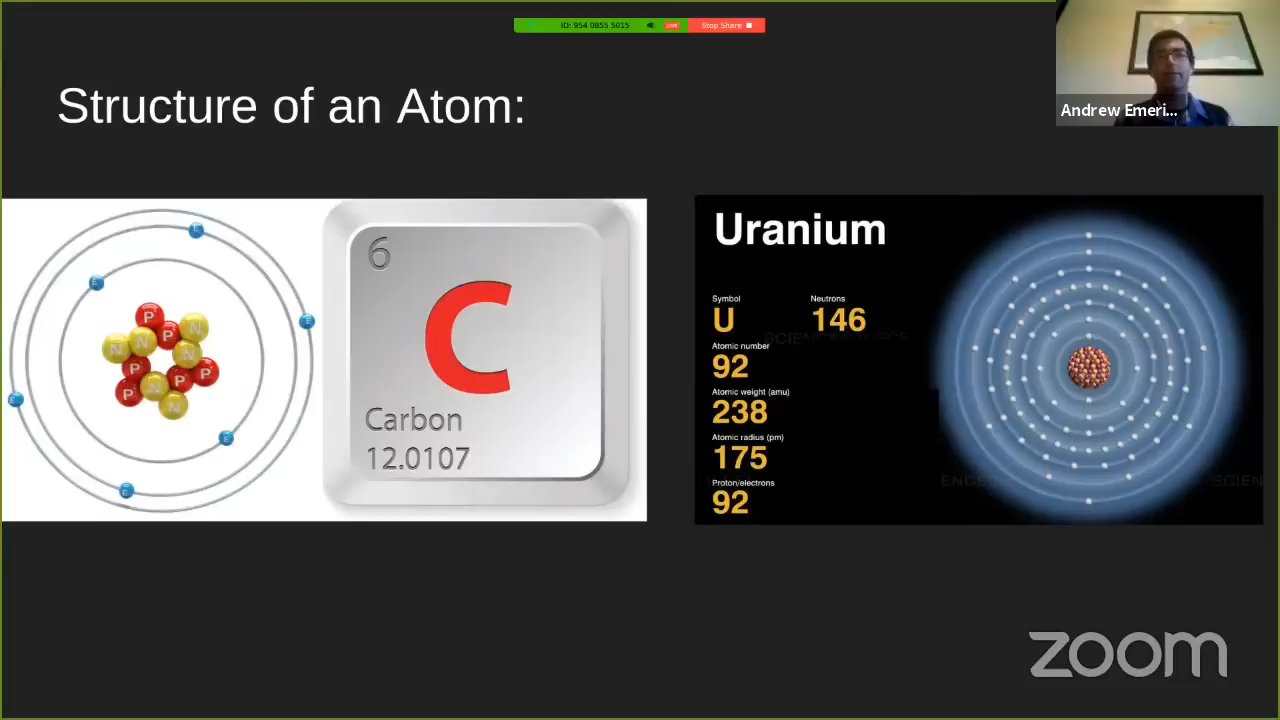 ID: 954 0855 5015
LIVE
Stop Share
Andrew Emeri...
Structure of an Atom:
E
E
E
E
E
E
P
P
N
N
N
N
P
P
P
P
N
N
6
C
Carbon
12.0107
Uranium
Symbol
U
Neutrons
146
Atomic number
92
Atomic weight (amu)
238
Atomic radius (pm)
175
Proton/electrons
92
zoom